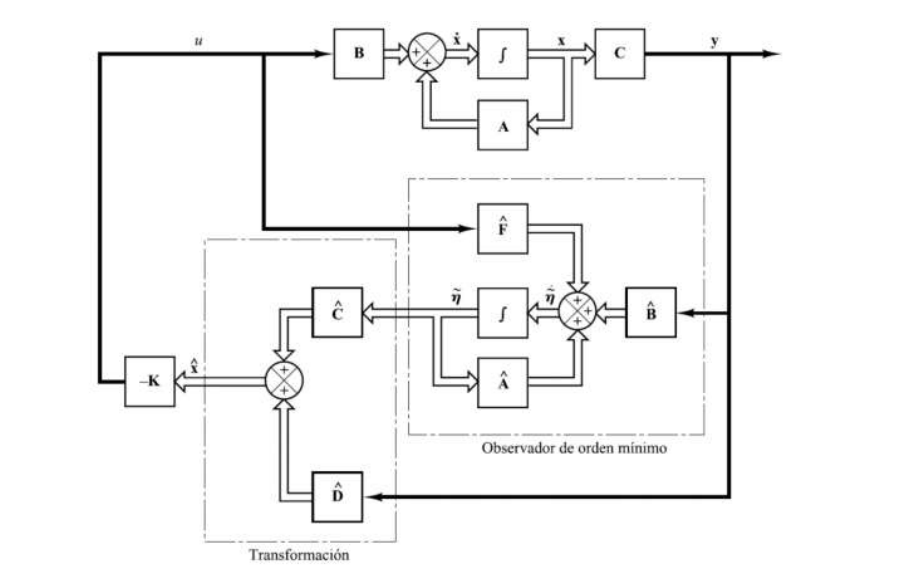 u
B
+
+
ẋ
∫
x
C
y
A
F̂
η̃
∫
η̃̇
+
+
+
B̂
Ĉ
Â
–K
x̂
+
+
Observador de orden mínimo
D̂
Transformación